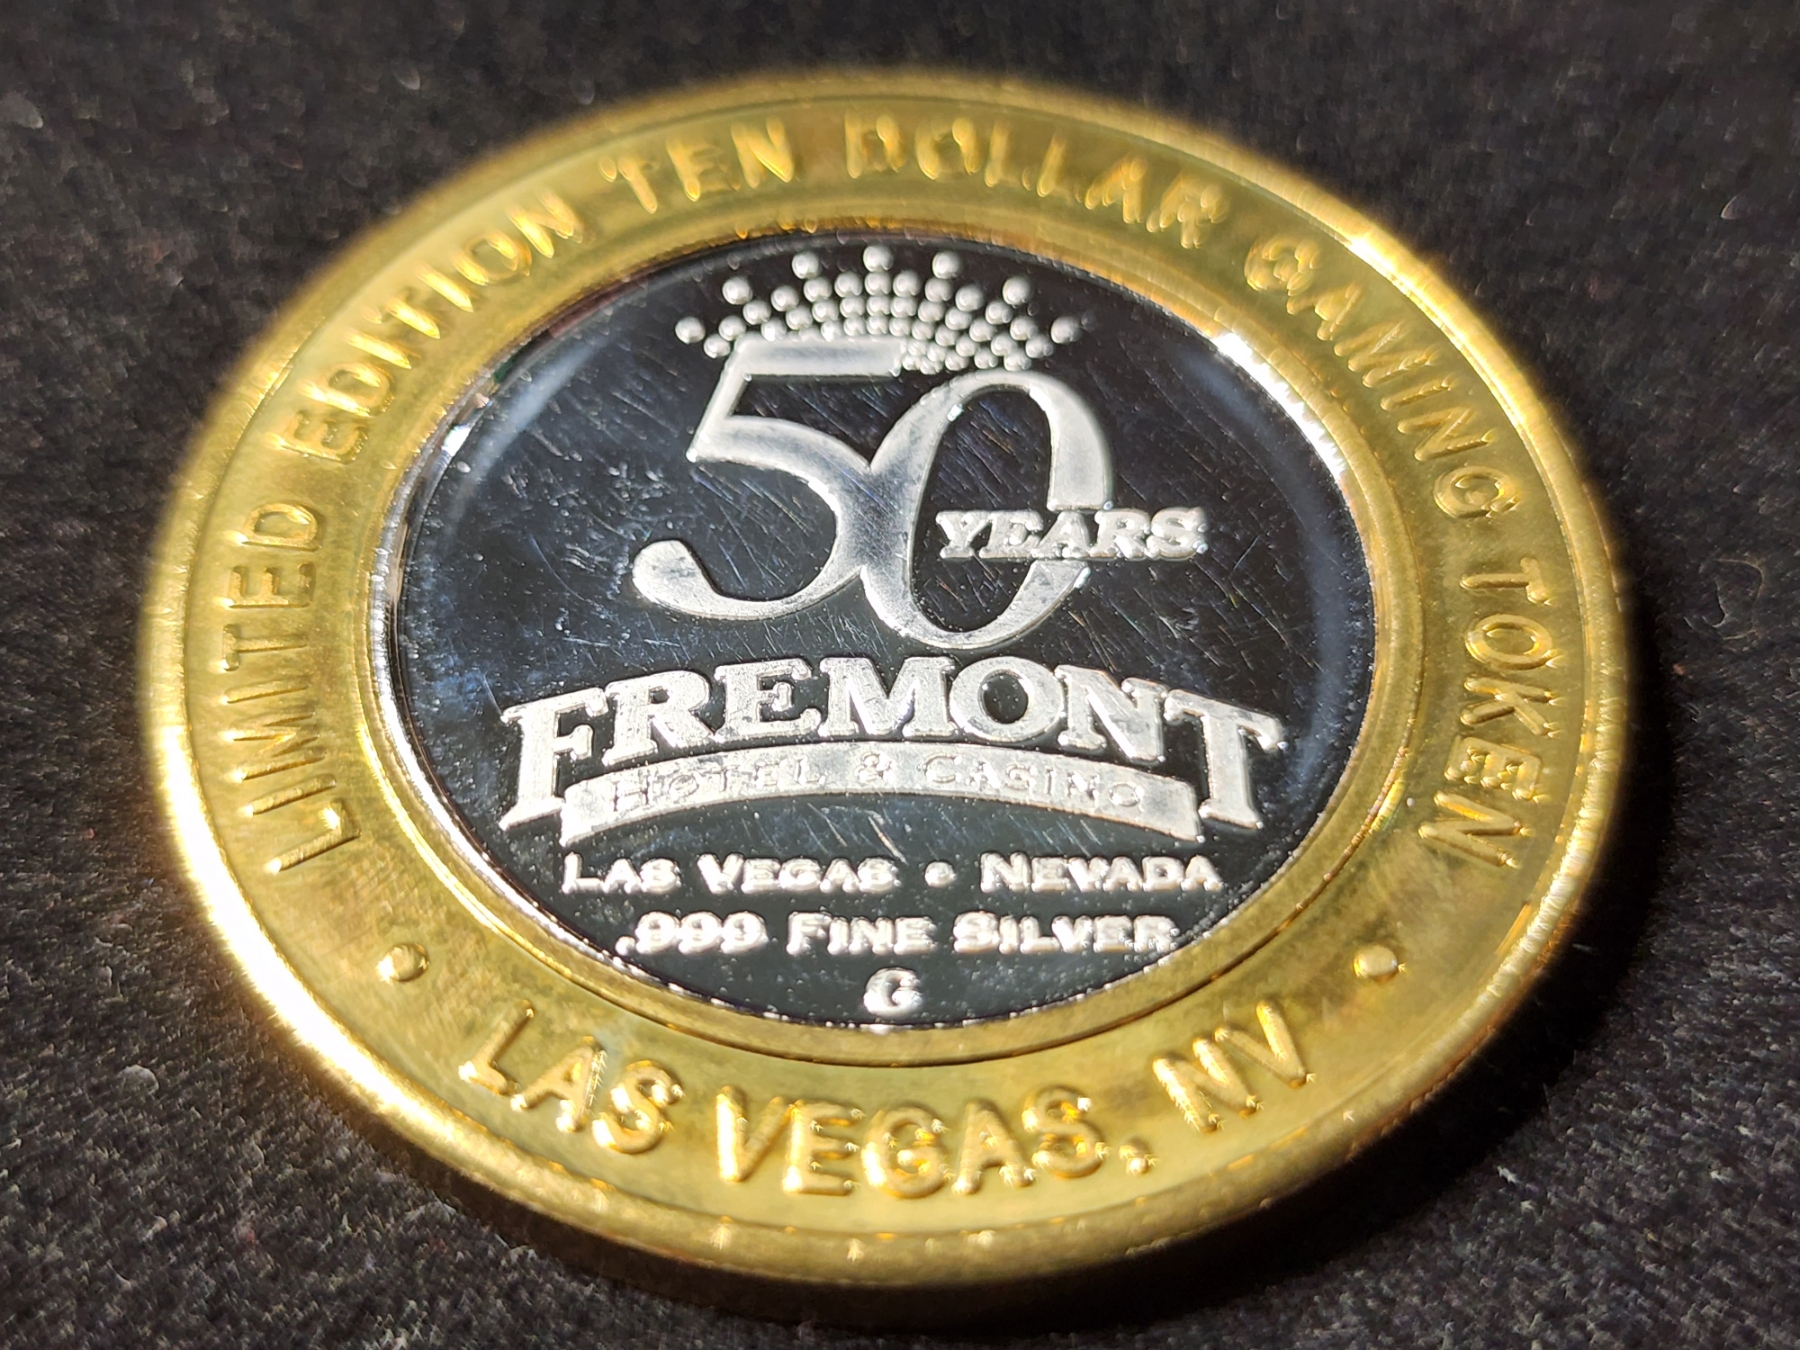 LIMITED EDITION TEN DOLLAR GAMING TOKEN
50
YEARS
FREMONT
HOTEL & CASINO
LAS VEGAS • NEVADA
.999 FINE SILVER
G
• LAS VEGAS, NV •